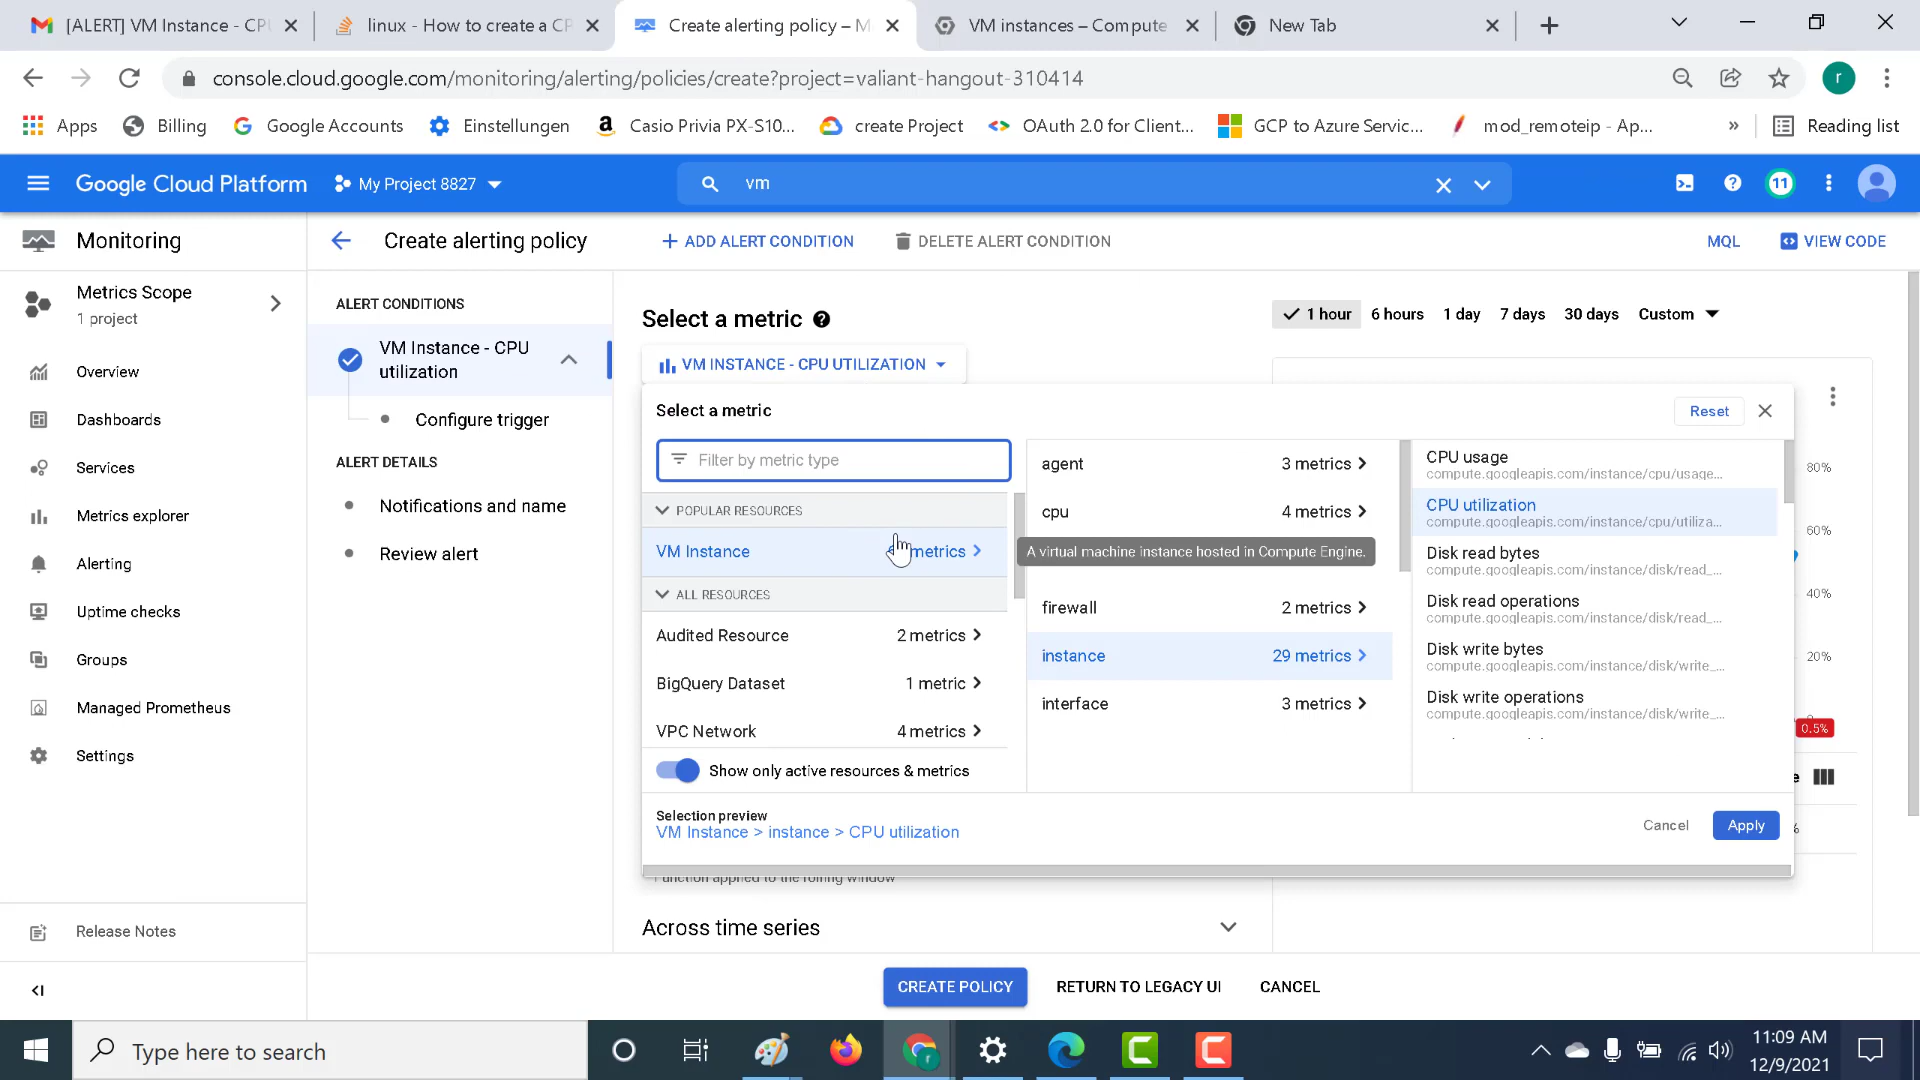 [ALERT] VM Instance - CP
linux - How to create a CP
Create alerting policy – M
VM instances – Compute
New Tab
console.cloud.google.com/monitoring/alerting/policies/create?project=valiant-hangout-310414
r
Apps
Billing
Google Accounts
Einstellungen
Casio Privia PX-S10...
create Project
OAuth 2.0 for Client...
GCP to Azure Servic...
mod_remoteip - Ap...
»
Reading list
Google Cloud Platform
My Project 8827
vm
11
Monitoring
Create alerting policy
ADD ALERT CONDITION
DELETE ALERT CONDITION
MQL
VIEW CODE
Metrics Scope
1 project
Overview
Dashboards
Services
Metrics explorer
Alerting
Uptime checks
Groups
Managed Prometheus
Settings
Release Notes
ALERT CONDITIONS
VM Instance - CPU
utilization
Configure trigger
ALERT DETAILS
Notifications and name
Review alert
Select a metric
VM INSTANCE - CPU UTILIZATION
1 hour
6 hours
1 day
7 days
30 days
Custom
Select a metric
Reset
Filter by metric type
POPULAR RESOURCES
VM Instance
metrics
ALL RESOURCES
Audited Resource
2 metrics
BigQuery Dataset
1 metric
VPC Network
4 metrics
Show only active resources & metrics
agent
3 metrics
cpu
4 metrics
A virtual machine instance hosted in Compute Engine.
firewall
2 metrics
instance
29 metrics
interface
3 metrics
CPU usage
compute.googleapis.com/instance/cpu/usage...
CPU utilization
compute.googleapis.com/instance/cpu/utiliza...
Disk read bytes
compute.googleapis.com/instance/disk/read_...
Disk read operations
compute.googleapis.com/instance/disk/read_...
Disk write bytes
compute.googleapis.com/instance/disk/write_...
Disk write operations
compute.googleapis.com/instance/disk/write_...
80%
60%
40%
20%
0.5%
Selection preview
VM Instance > instance > CPU utilization
Cancel
Apply
Function applied to the rolling window
Across time series
CREATE POLICY
RETURN TO LEGACY UI
CANCEL
Type here to search
11:09 AM
12/9/2021